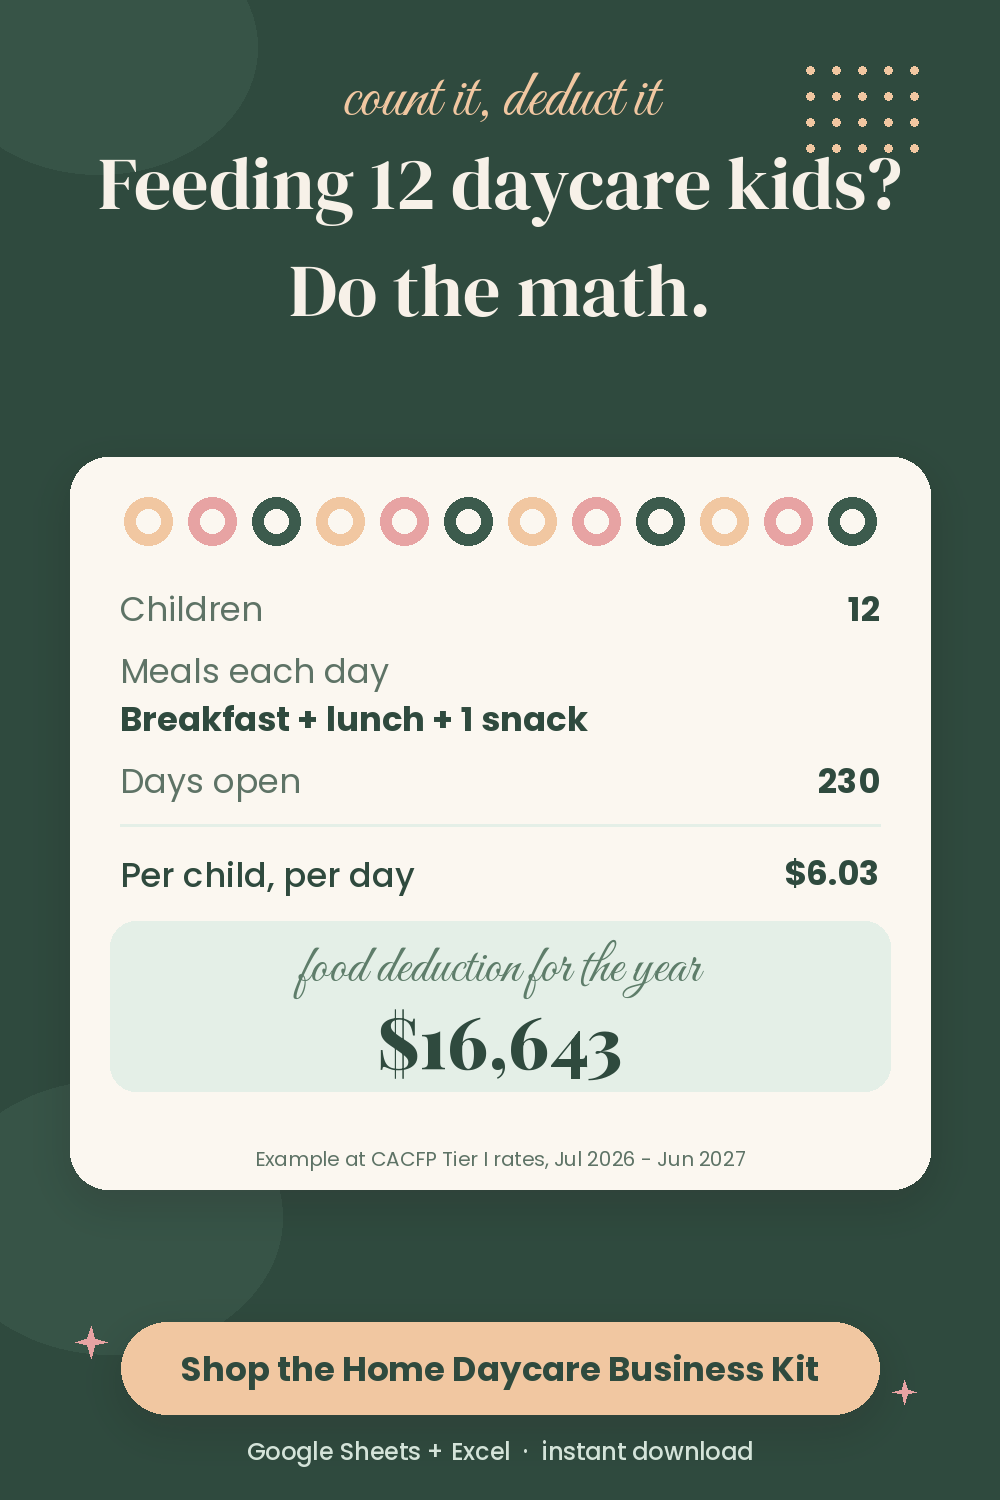 count it, deduct it
Feeding 12 daycare kids?
Do the math.
Children 12
Meals each day
Breakfast + lunch + 1 snack
Days open 230
Per child, per day $6.03
food deduction for the year
$16,643
Example at CACFP Tier I rates, Jul 2026 - Jun 2027
Shop the Home Daycare Business Kit
Google Sheets + Excel · instant download